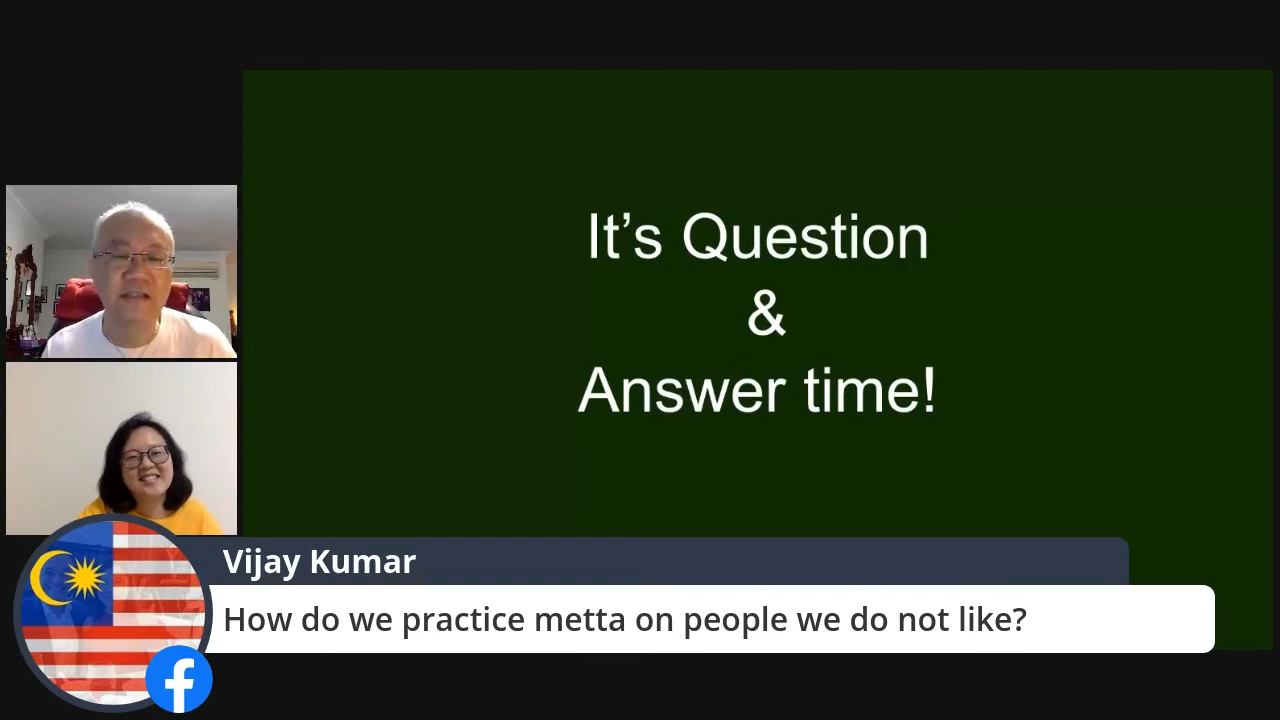 It’s Question
&
Answer time!
Vijay Kumar
How do we practice metta on people we do not like?